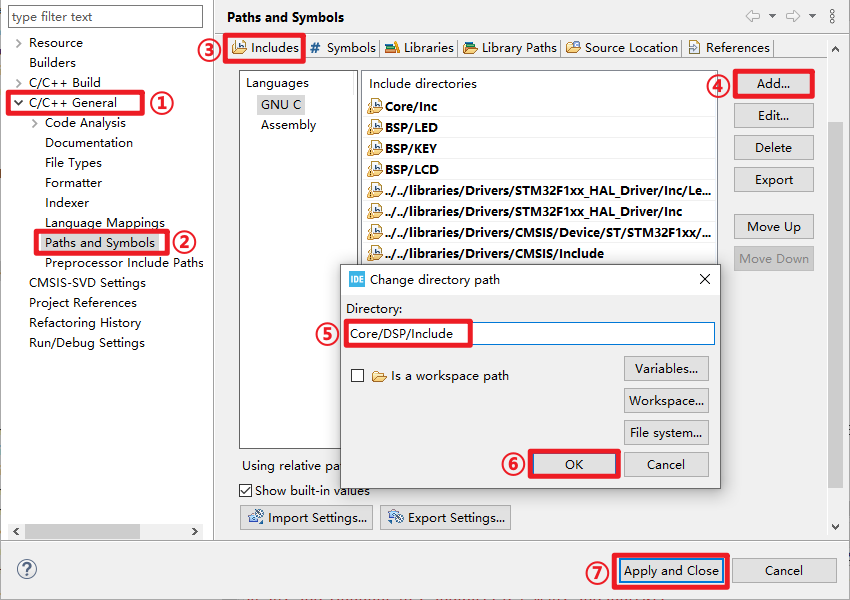 type filter text
Resource
Builders
C/C++ Build
C/C++ General
①
Code Analysis
Documentation
File Types
Formatter
Indexer
Language Mappings
Paths and Symbols
②
Preprocessor Include Paths
CMSIS-SVD Settings
Project References
Refactoring History
Run/Debug Settings
Paths and Symbols
③
Includes
# Symbols
Libraries
Library Paths
Source Location
References
Languages
GNU C
Assembly
Include directories
Core/Inc
BSP/LED
BSP/KEY
BSP/LCD
../../libraries/Drivers/STM32F1xx_HAL_Driver/Inc/Le...
../../libraries/Drivers/STM32F1xx_HAL_Driver/Inc
../../libraries/Drivers/CMSIS/Device/ST/STM32F1xx/...
../../libraries/Drivers/CMSIS/Include
④
Add...
Edit...
Delete
Export
Move Up
Move Down
IDE Change directory path
Directory:
⑤
Core/DSP/Include
Is a workspace path
Variables...
Workspace...
File system...
⑥
OK
Cancel
Using relative pa
Show built-in values
Import Settings...
Export Settings...
?
⑦
Apply and Close
Cancel